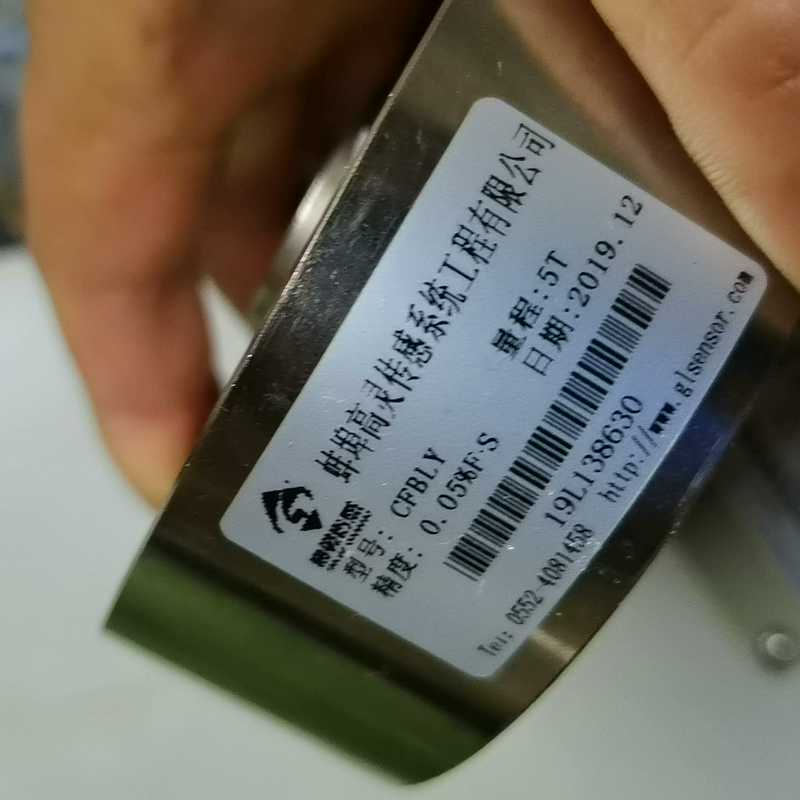 蚌埠高灵传感系统工程有限公司
型号: CFBLY 量程:5T
精度: 0.05%F·S 日期:2019.12
19L138630
Tel: 0552-4081458 http://www.glsensor.com